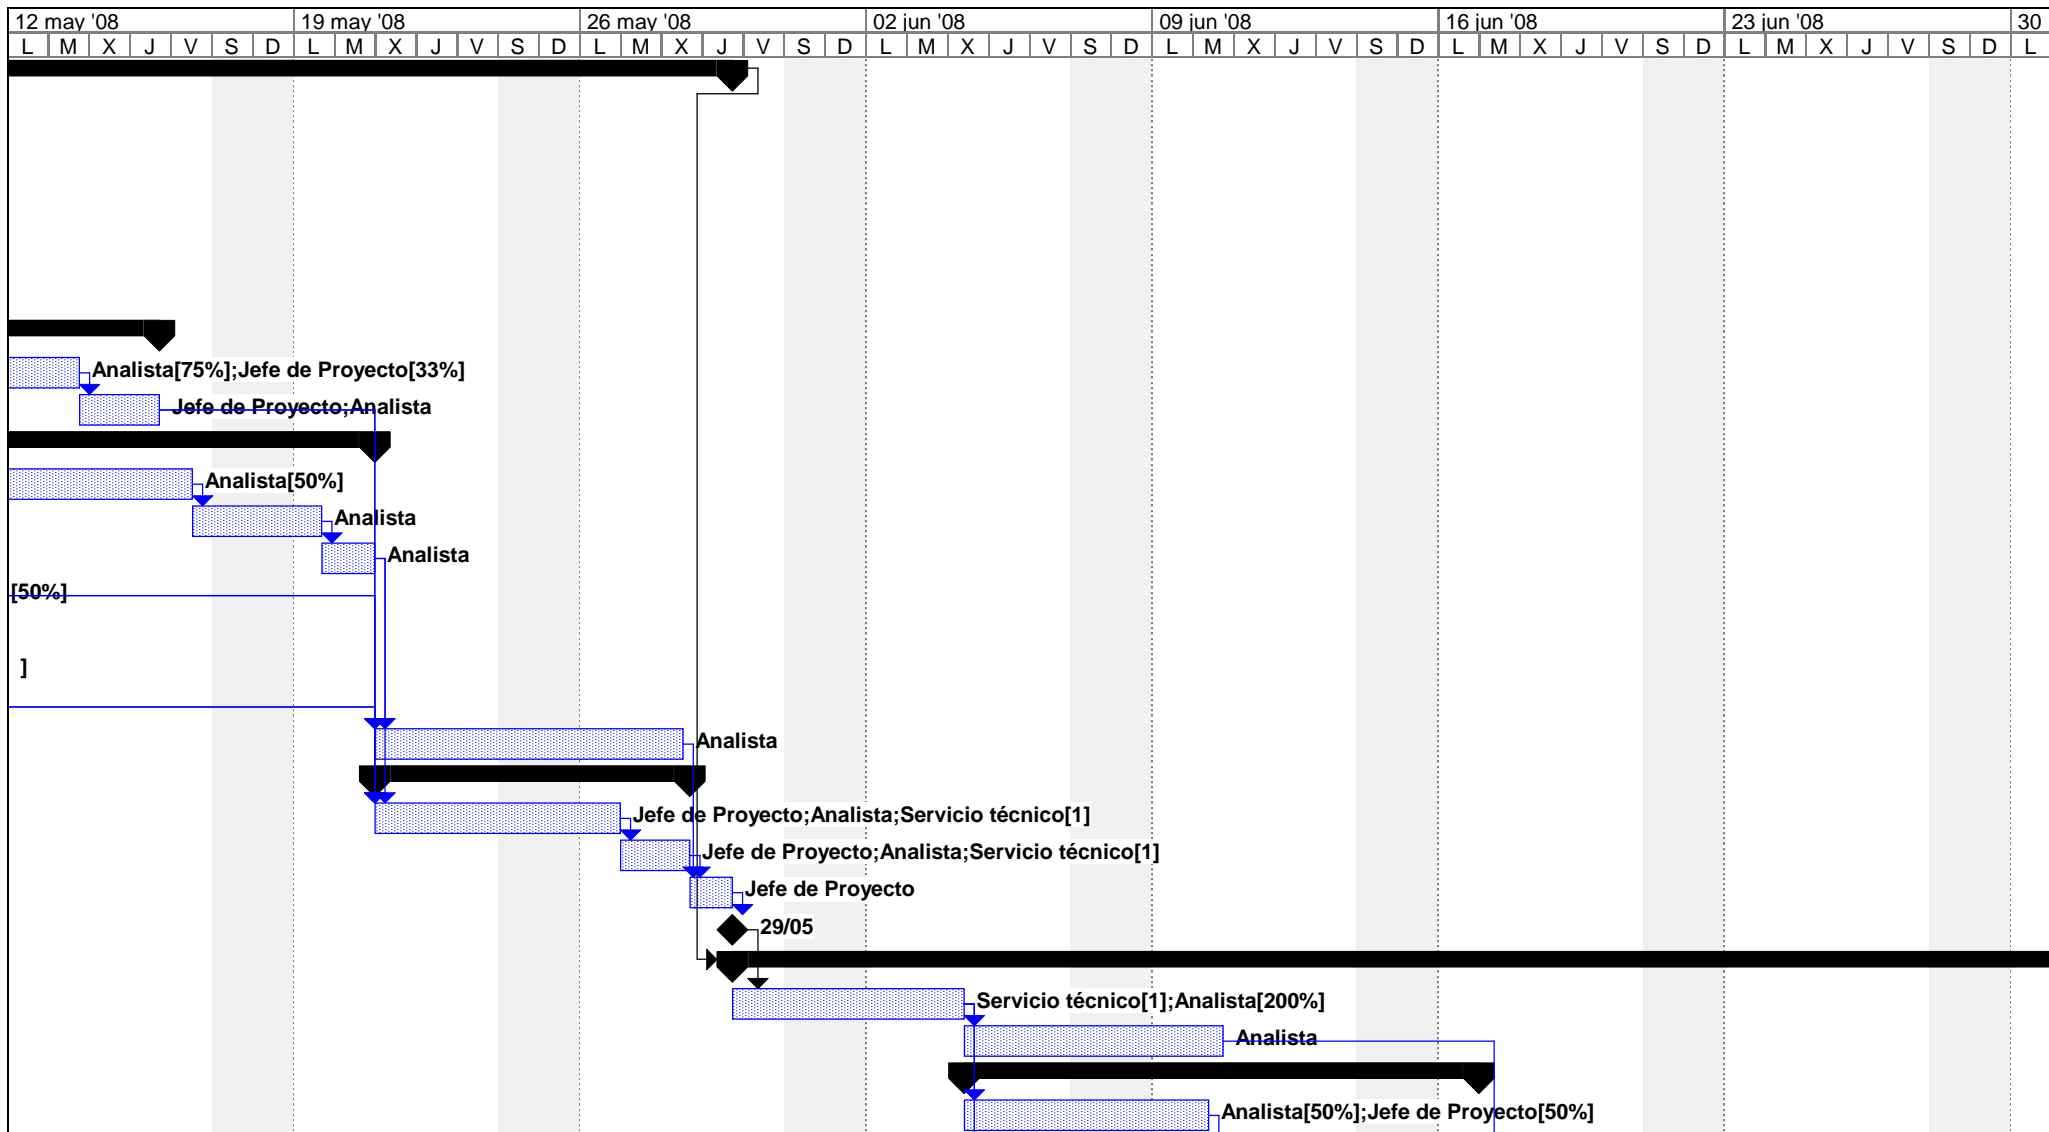 12 may '08 19 may '08 26 may '08 02 jun '08 09 jun '08 16 jun '08 23 jun '08 30
L M X J V S D L M X J V S D L M X J V S D L M X J V S D L M X J V S D L M X J V S D L M X J V S D L
Analista[75%];Jefe de Proyecto[33%]
Jefe de Proyecto;Analista
Analista[50%]
Analista
Analista
[50%]
]
Analista
Jefe de Proyecto;Analista;Servicio técnico[1]
Jefe de Proyecto;Analista;Servicio técnico[1]
Jefe de Proyecto
29/05
Servicio técnico[1];Analista[200%]
Analista
Analista[50%];Jefe de Proyecto[50%]